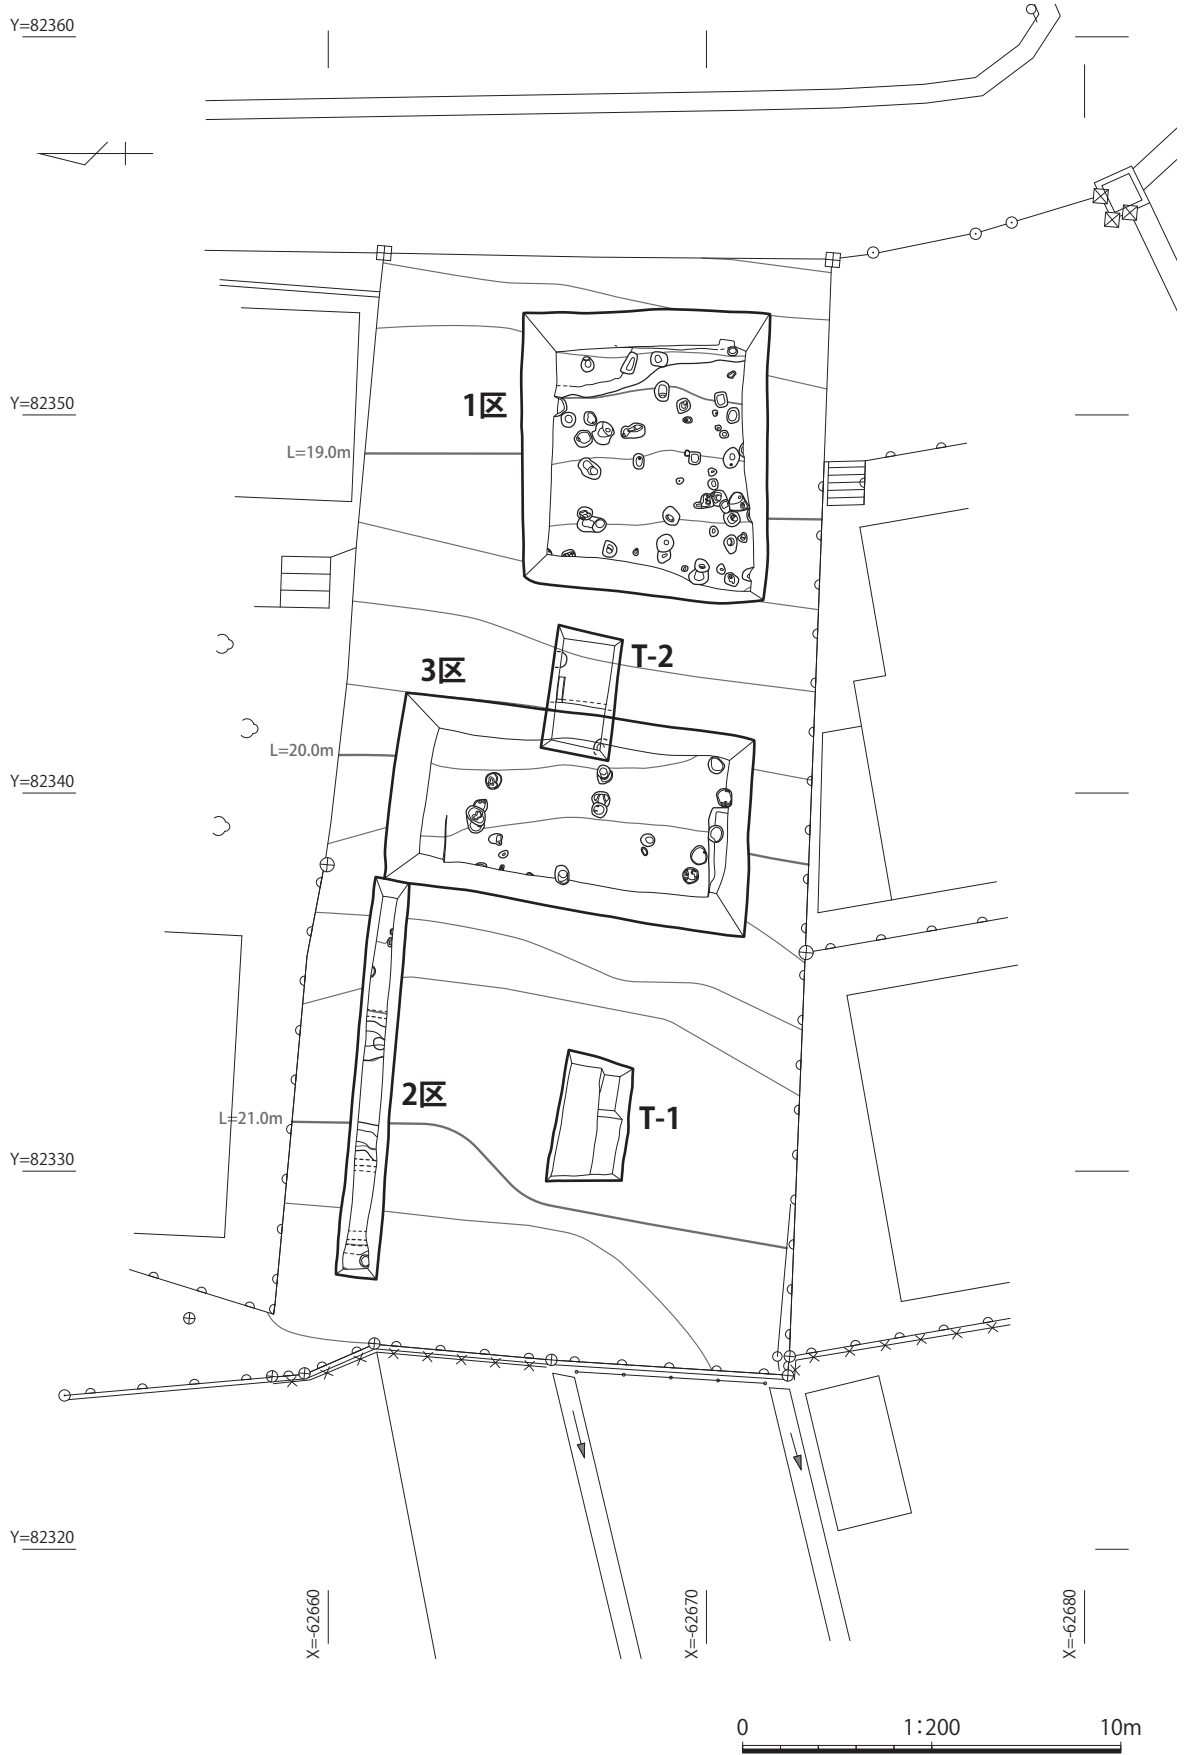 Y=82360
1区
Y=82350
L=19.0m
T-2
3区
L=20.0m
Y=82340
2区
T-1
L=21.0m
Y=82330
Y=82320
X=-62660
X=-62670
X=-62680
0 1:200 10m